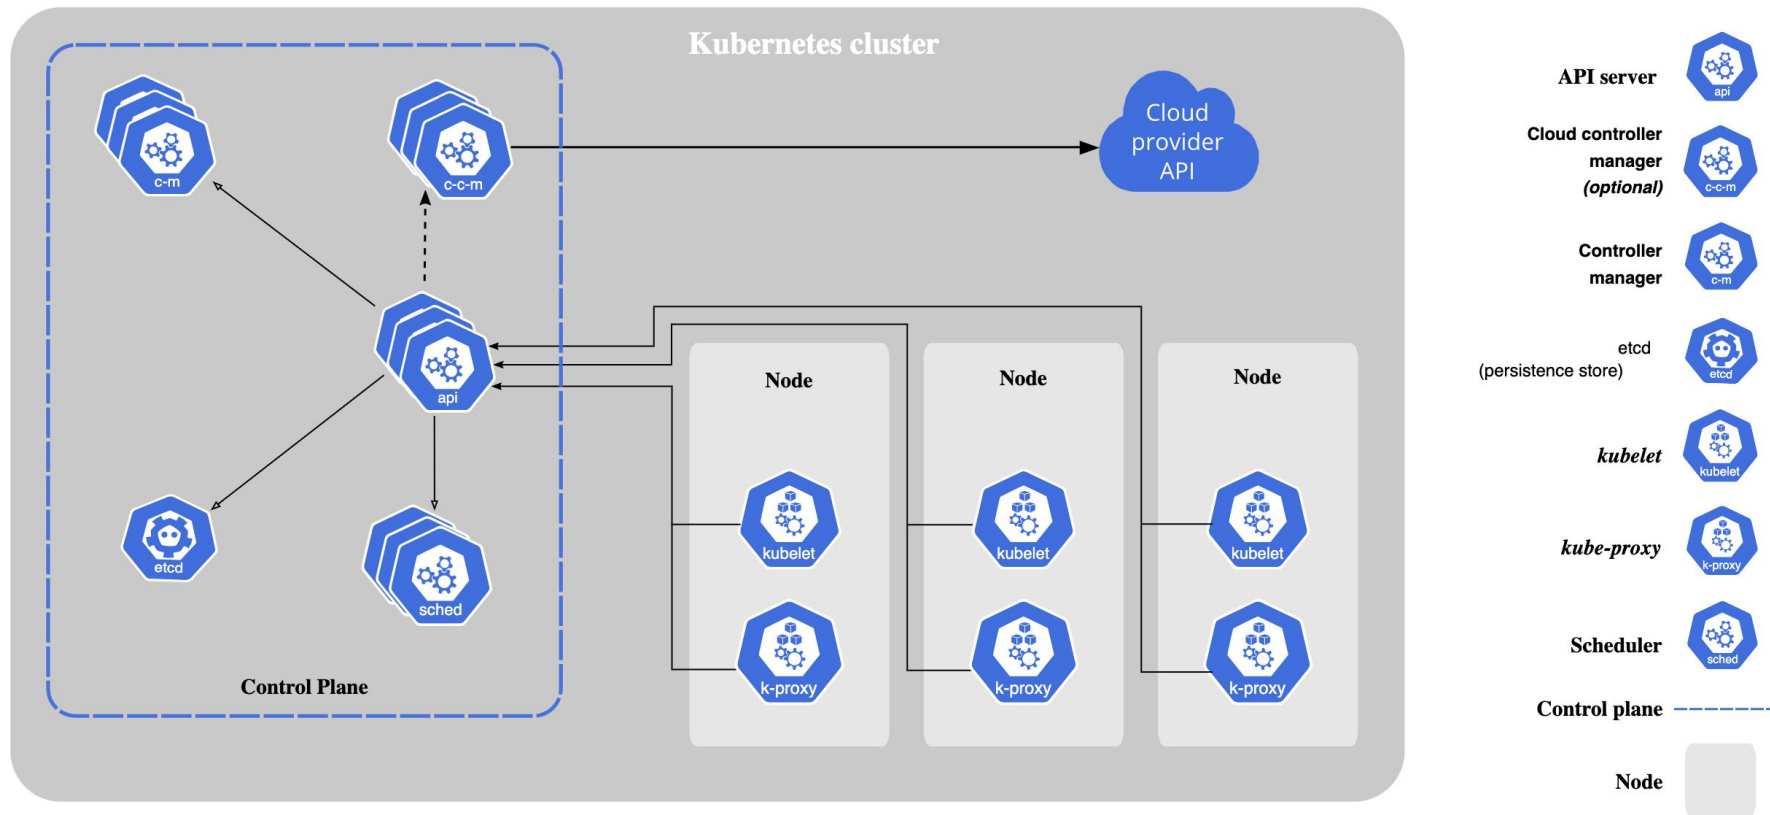 Kubernetes cluster
c-m
c-c-m
Cloud
provider
API
api
etcd
sched
Control Plane
Node
kubelet
k-proxy
Node
kubelet
k-proxy
Node
kubelet
k-proxy
API server
api
Cloud controller
manager
(optional)
c-c-m
Controller
manager
c-m
etcd
(persistence store)
etcd
kubelet
kubelet
kube-proxy
k-proxy
Scheduler
sched
Control plane
Node